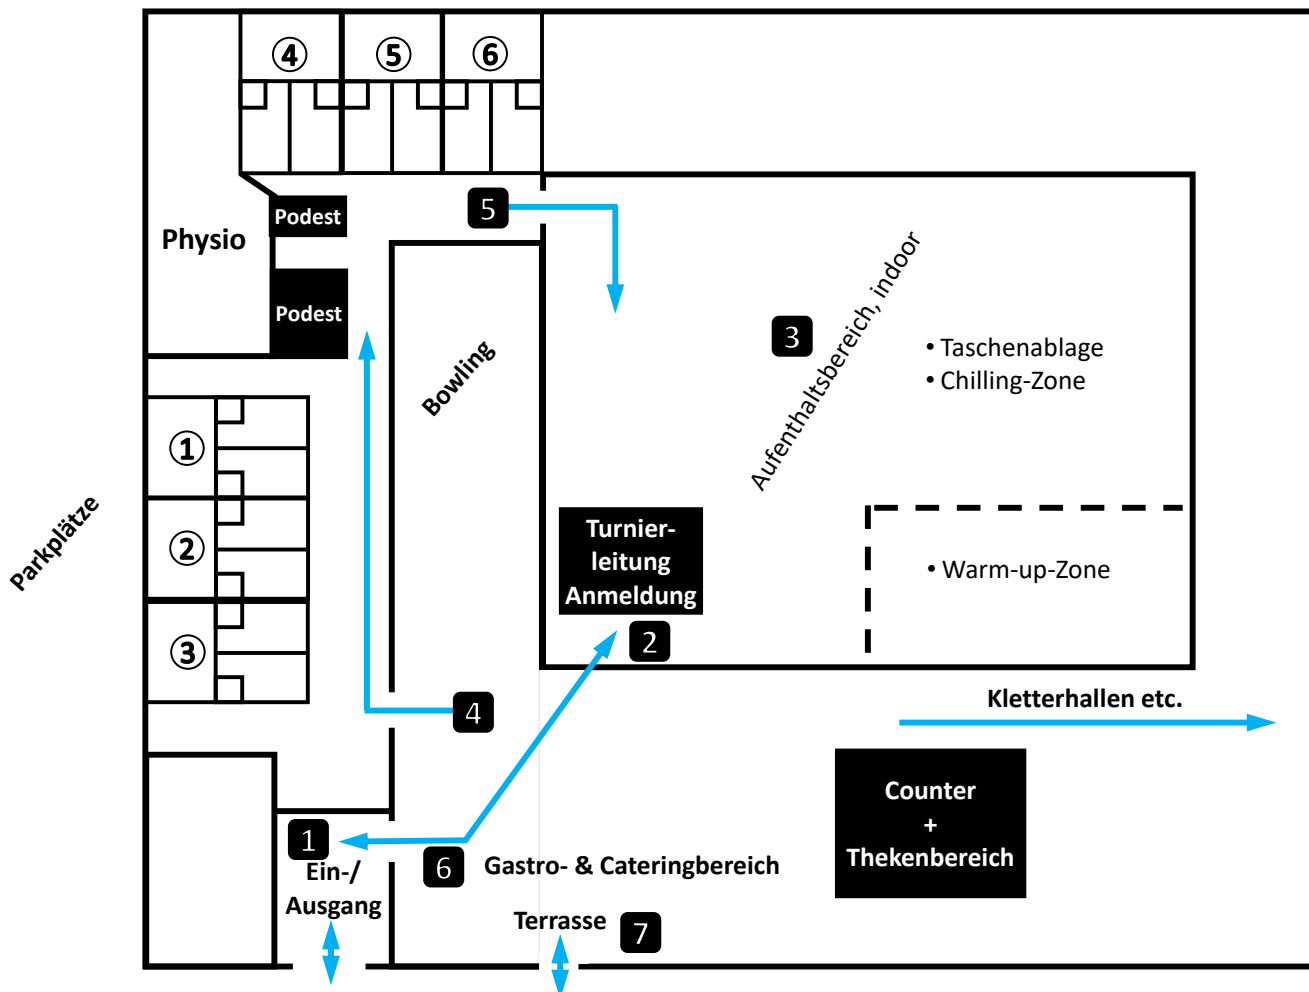 ④ ⑤ ⑥
5
Podest
Physio
Podest
3
Aufenthaltsbereich, indoor
• Taschenablage
• Chilling-Zone
Bowling
①
②
③
Parkplätze
Turnier-
leitung
Anmeldung
2
• Warm-up-Zone
4
Kletterhallen etc.
Counter
+
Thekenbereich
1
Ein-/
Ausgang
6
Gastro- & Cateringbereich
Terrasse
7